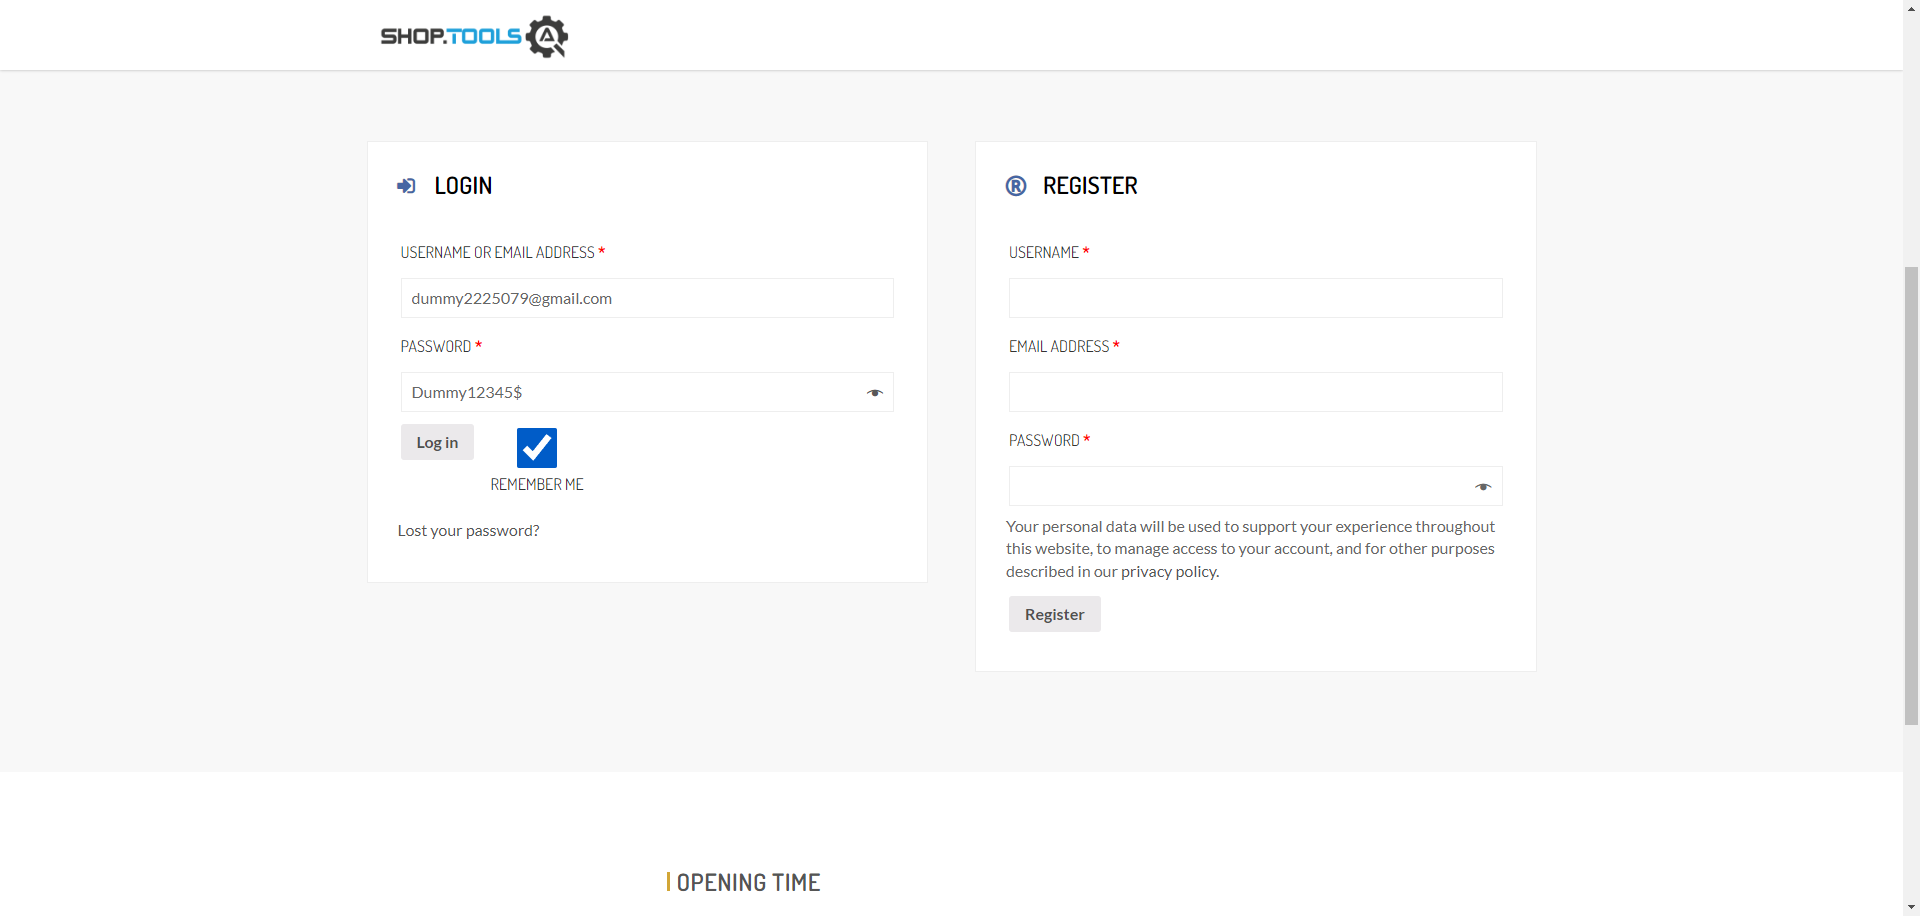 SHOP.TOOLS
LOGIN
USERNAME OR EMAIL ADDRESS *
dummy2225079@gmail.com
PASSWORD *
Dummy12345$
Log in
REMEMBER ME
Lost your password?
REGISTER
USERNAME *
EMAIL ADDRESS *
PASSWORD *
Your personal data will be used to support your experience throughout
this website, to manage access to your account, and for other purposes
described in our privacy policy.
Register
OPENING TIME